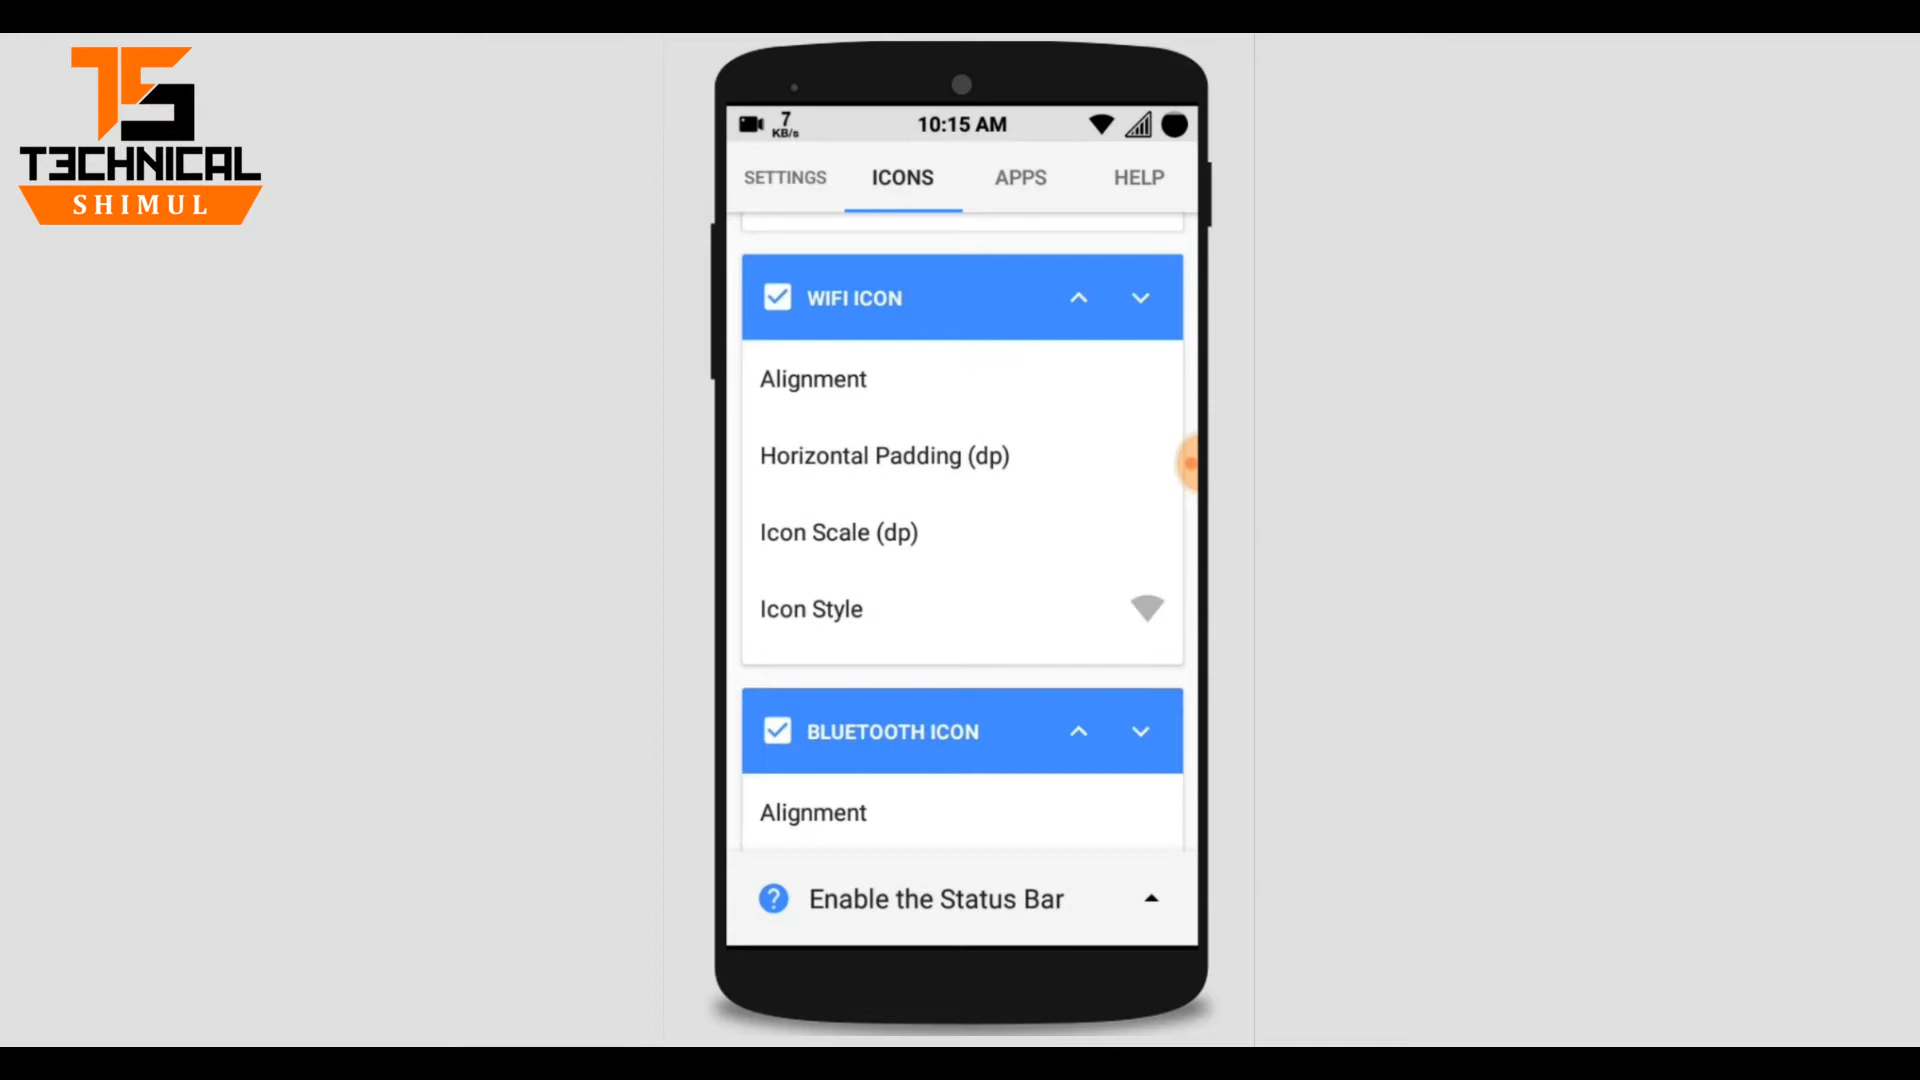 T3CHNICAL
SHIMUL
7
KB/s
10:15 AM
SETTINGS
ICONS
APPS
HELP
WIFI ICON
Alignment
Horizontal Padding (dp)
Icon Scale (dp)
Icon Style
BLUETOOTH ICON
Alignment
? Enable the Status Bar